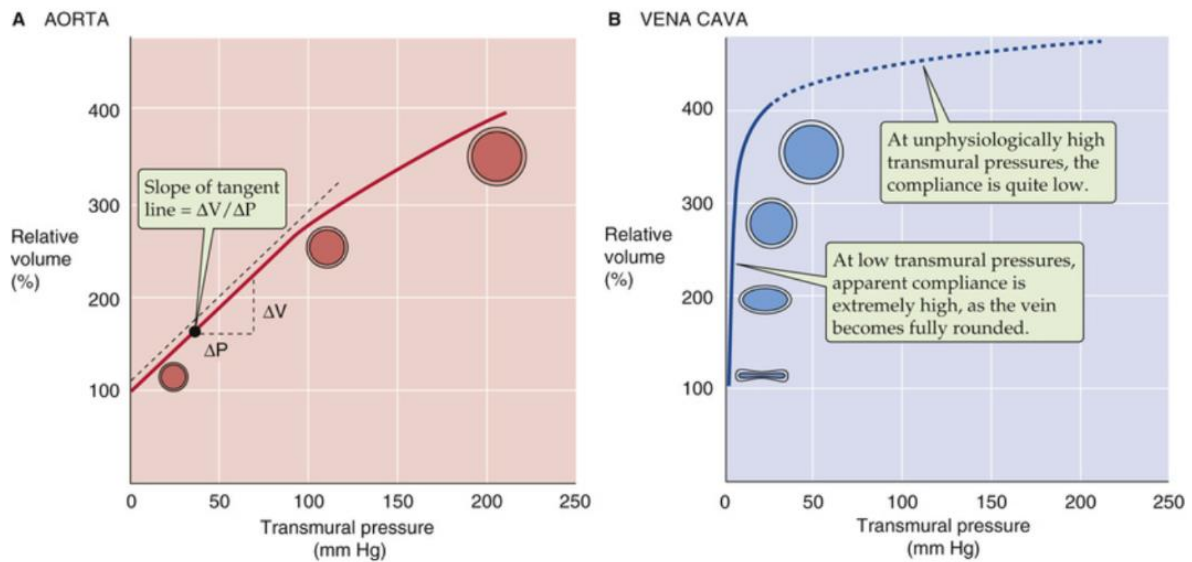 A AORTA
400
300
200
100
Relative
volume
(%)
Slope of tangent
line = ΔV/ΔP
ΔV
ΔP
0 50 100 150 200 250
Transmural pressure
(mm Hg)
B VENA CAVA
400
300
200
100
Relative
volume
(%)
At unphysiologically high
transmural pressures, the
compliance is quite low.
At low transmural pressures,
apparent compliance is
extremely high, as the vein
becomes fully rounded.
0 50 100 150 200 250
Transmural pressure
(mm Hg)